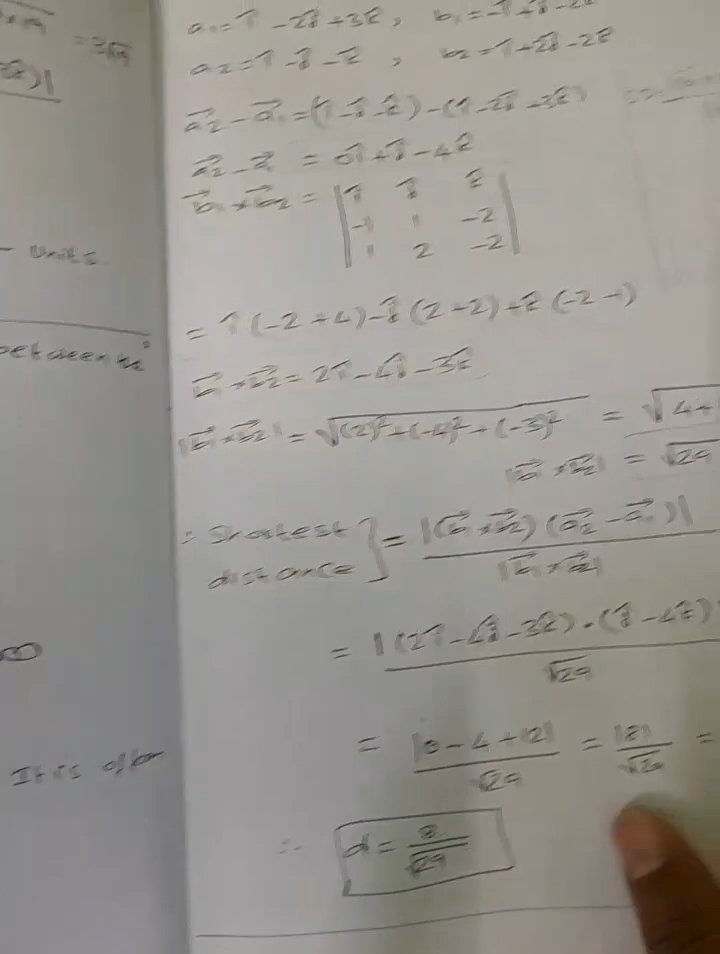 = 3√19
a₁ = î - 2ĵ + 3k̂, b₁ = -î + ĵ - 2k̂
a₂ = î - ĵ - k̂, b₂ = î + 2ĵ - 2k̂
a₂ - a₁ = (î - ĵ - k̂) - (î - 2ĵ + 3k̂)
a₂ - a₁ = 0î + ĵ - 4k̂
b₁ × b₂ = | î ĵ k̂
-1 1 -2
1 2 -2 |
- units.
= î (-2 + 4) - ĵ (2 + 2) + k̂ (-2 - 1)
between
b₁ × b₂ = 2î - 4ĵ - 3k̂
|b₁ × b₂| = √(2)² + (-4)² + (-3)² = √4 +
|b₁ × b₂| = √29
∴ Shortest distance } = |(b₁ × b₂) (a₂ - a₁)| / |b₁ × b₂|
= |(2î - 4ĵ - 3k̂) . (ĵ - 4k̂) / √29
= |0 - 4 + 12| / √29 = |8| / √29 =
It is
∴ d = 8 / √29